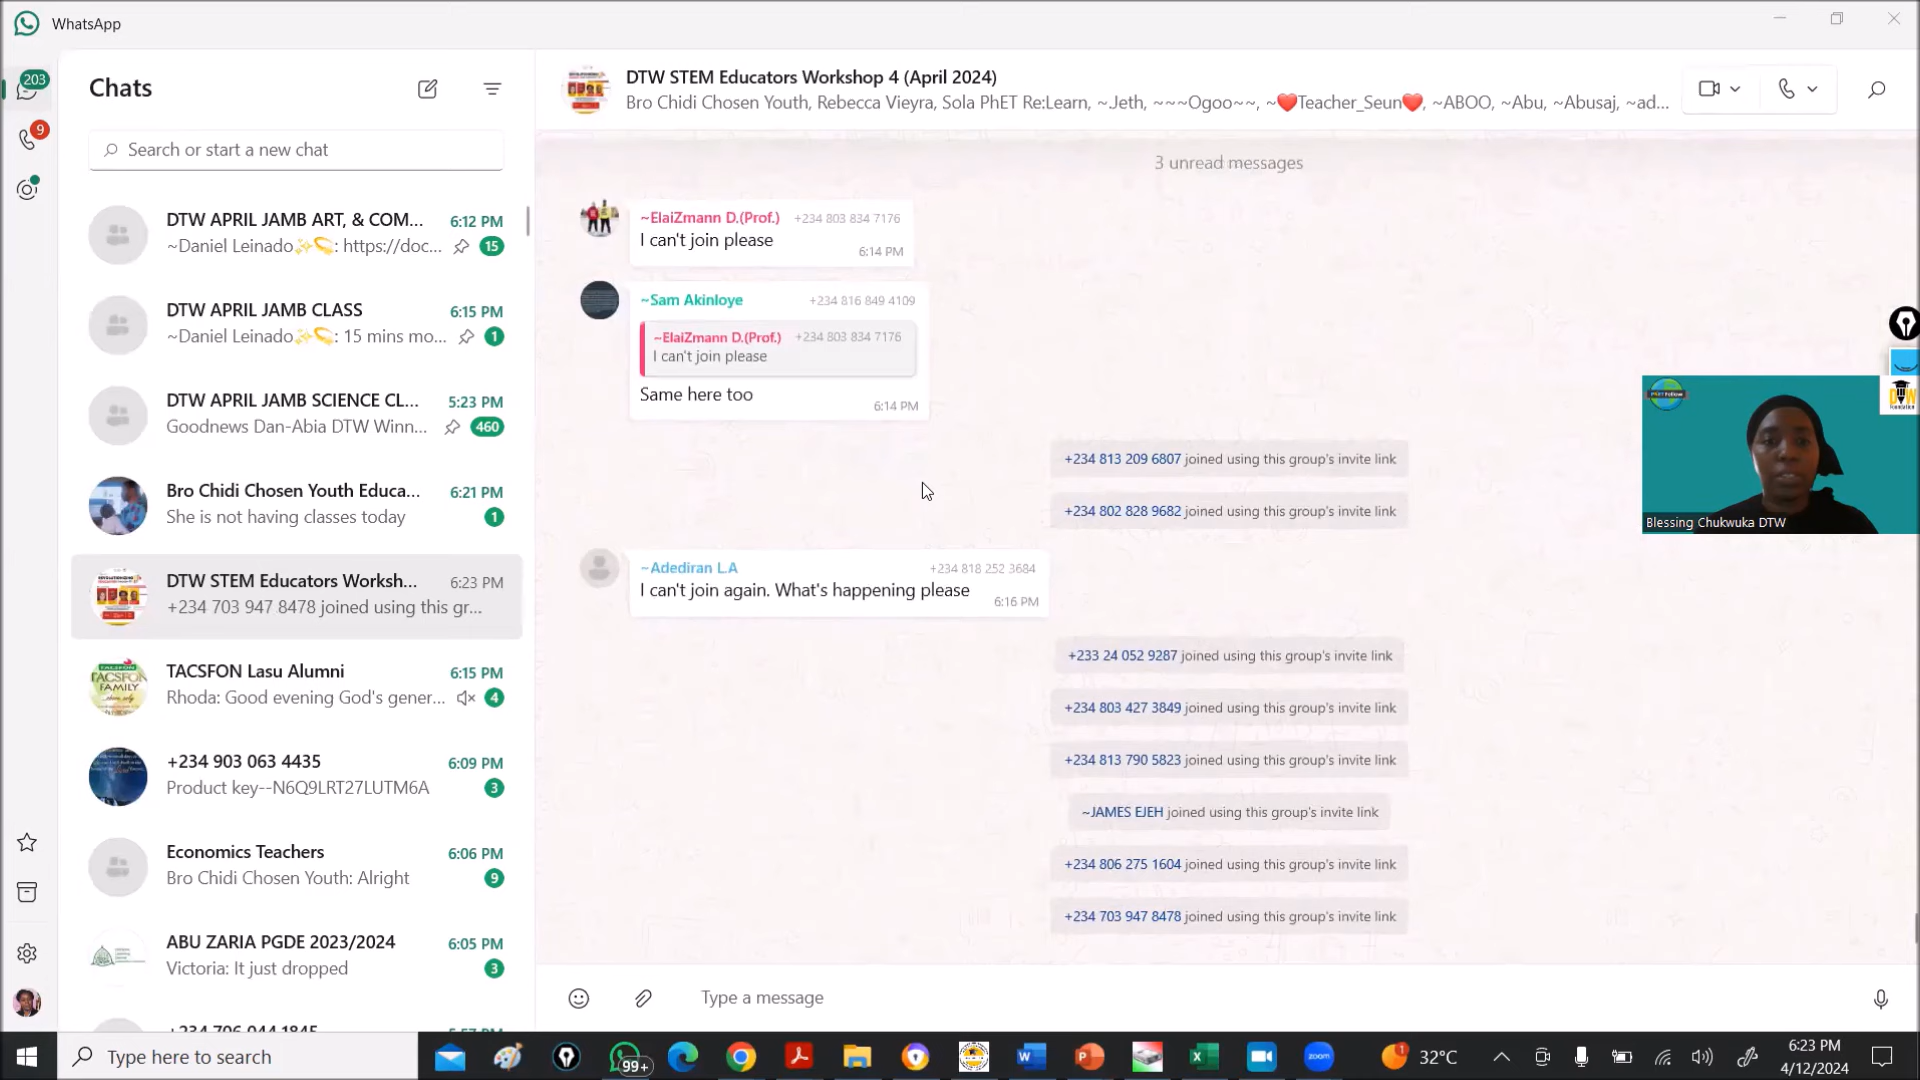 WhatsApp
203
9
Chats
Search or start a new chat
DTW APRIL JAMB ART, & COM...
6:12 PM
~Daniel Leinado✨💫: https://doc...
15
DTW APRIL JAMB CLASS
6:15 PM
~Daniel Leinado✨💫: 15 mins mo...
1
DTW APRIL JAMB SCIENCE CL...
5:23 PM
Goodnews Dan-Abia DTW Winn...
460
Bro Chidi Chosen Youth Educa...
6:21 PM
She is not having classes today
1
DTW STEM Educators Worksh...
6:23 PM
+234 703 947 8478 joined using this gr...
TACSFON Lasu Alumni
6:15 PM
Rhoda: Good evening God's gener...
4
+234 903 063 4435
6:09 PM
Product key--N6Q9LRT27LUTM6A
3
Economics Teachers
6:06 PM
Bro Chidi Chosen Youth: Alright
9
ABU ZARIA PGDE 2023/2024
6:05 PM
Victoria: It just dropped
3
DTW STEM Educators Workshop 4 (April 2024)
Bro Chidi Chosen Youth, Rebecca Vieyra, Sola PhET Re:Learn, ~Jeth, ~~~Ogoo~~, ~❤Teacher_Seun❤, ~ABOO, ~Abu, ~Abusaj, ~ad...
3 unread messages
~ElaiZmann D.(Prof.) +234 803 834 7176
I can't join please
6:14 PM
~Sam Akinloye +234 816 849 4109
~ElaiZmann D.(Prof.) +234 803 834 7176
I can't join please
Same here too
6:14 PM
+234 813 209 6807 joined using this group's invite link
+234 802 828 9682 joined using this group's invite link
~Adediran L.A +234 818 252 3684
I can't join again. What's happening please
6:16 PM
+233 24 052 9287 joined using this group's invite link
+234 803 427 3849 joined using this group's invite link
+234 813 790 5823 joined using this group's invite link
~JAMES EJEH joined using this group's invite link
+234 806 275 1604 joined using this group's invite link
+234 703 947 8478 joined using this group's invite link
Type a message
DTW
Foundation
Blessing Chukwuka DTW
Type here to search
99+
zoom
1
32°C
6:23 PM
4/12/2024